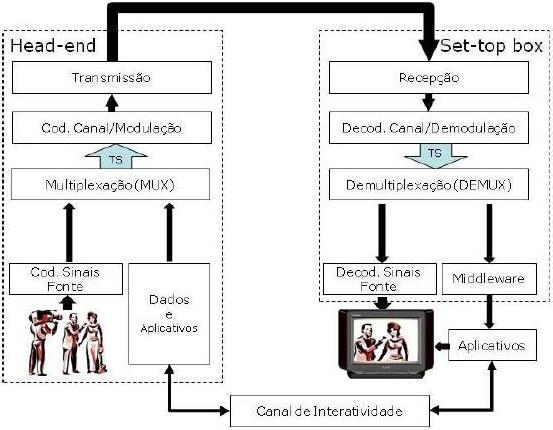 Head-end
Transmissão
Cod. Canal/Modulação
TS
Multiplexação(MUX)
Cod. Sinais
Fonte
Dados
e
Aplicativos
Set-top box
Recepção
Decod. Canal/Demodulação
TS
Demultiplexação(DEMUX)
Decod. Sinais
Fonte
Middleware
Aplicativos
Canal de Interatividade